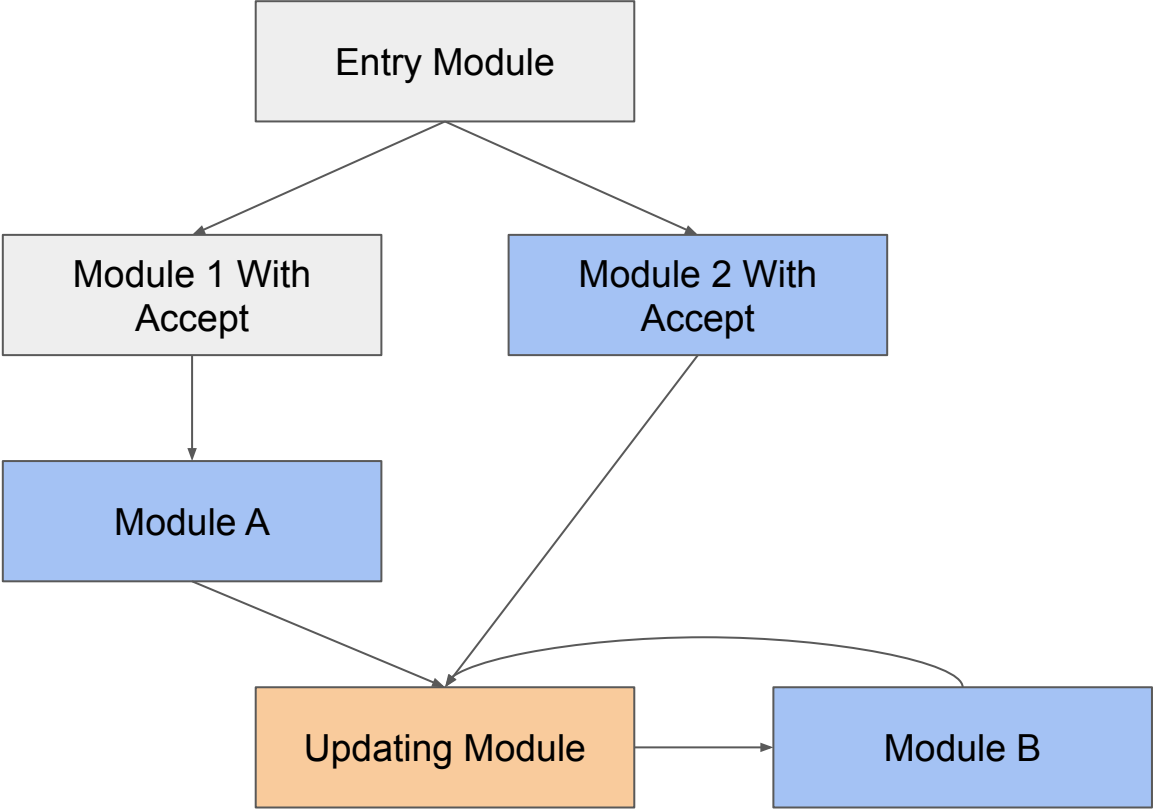 Entry Module
Module 1 With
Accept
Module 2 With
Accept
Module A
Updating Module
Module B